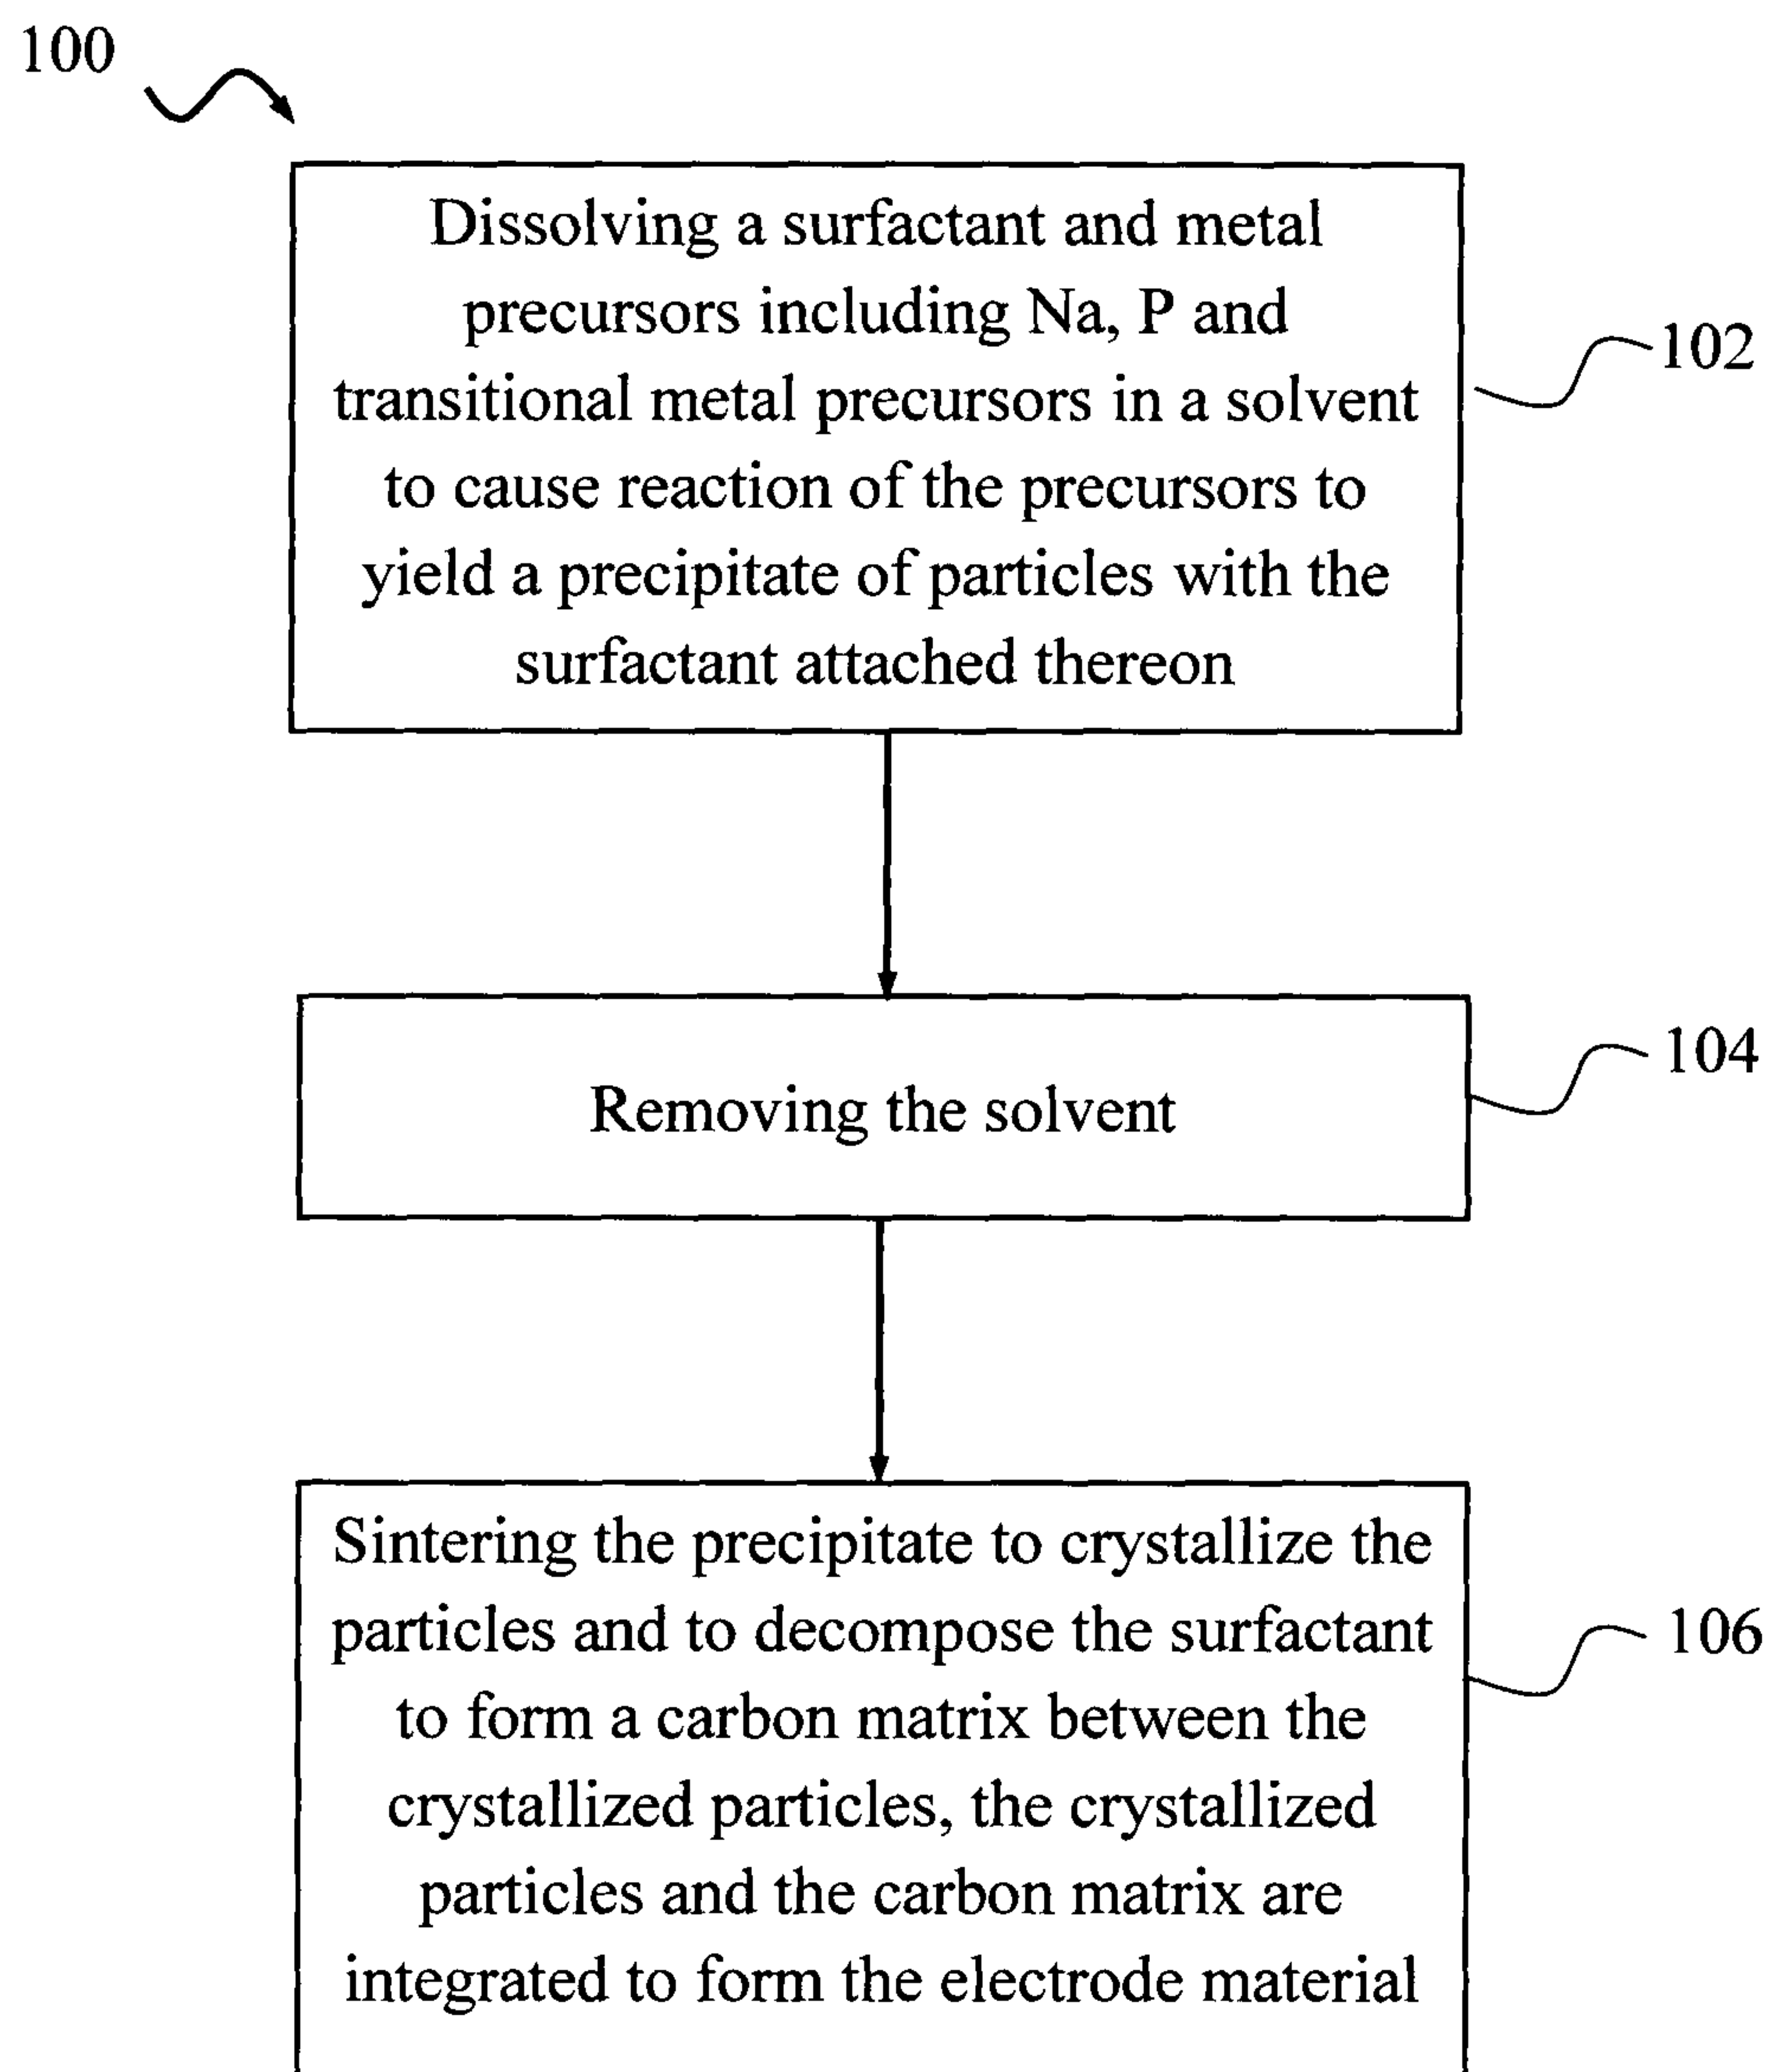 100
Dissolving a surfactant and metal
precursors including Na, P and
transitional metal precursors in a solvent
to cause reaction of the precursors to
yield a precipitate of particles with the
surfactant attached thereon
102
Removing the solvent
104
Sintering the precipitate to crystallize the
particles and to decompose the surfactant
to form a carbon matrix between the
crystallized particles, the crystallized
particles and the carbon matrix are
integrated to form the electrode material
106